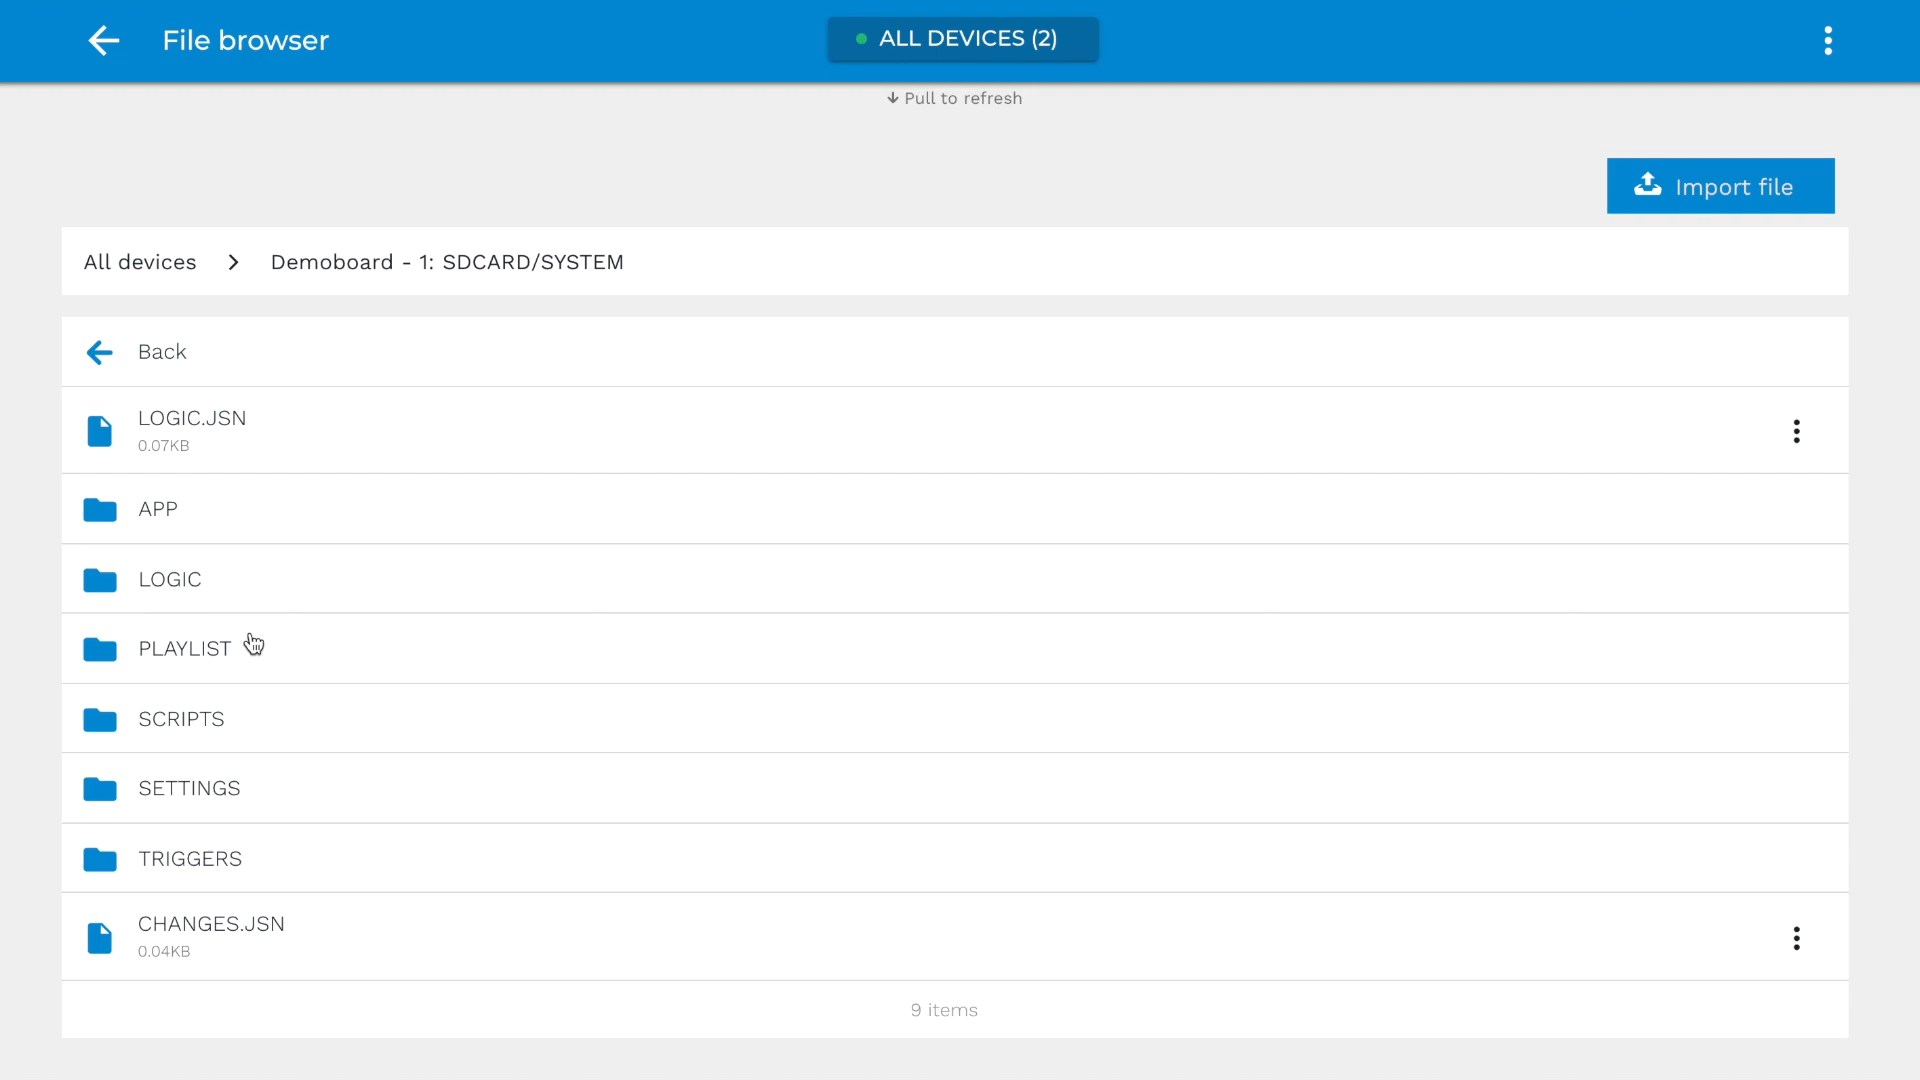 File browser
ALL DEVICES (2)
Pull to refresh
Import file
All devices
Demoboard - 1: SDCARD/SYSTEM
Back
LOGIC.JSN
0.07KB
APP
LOGIC
PLAYLIST
SCRIPTS
SETTINGS
TRIGGERS
CHANGES.JSN
0.04KB
9 items